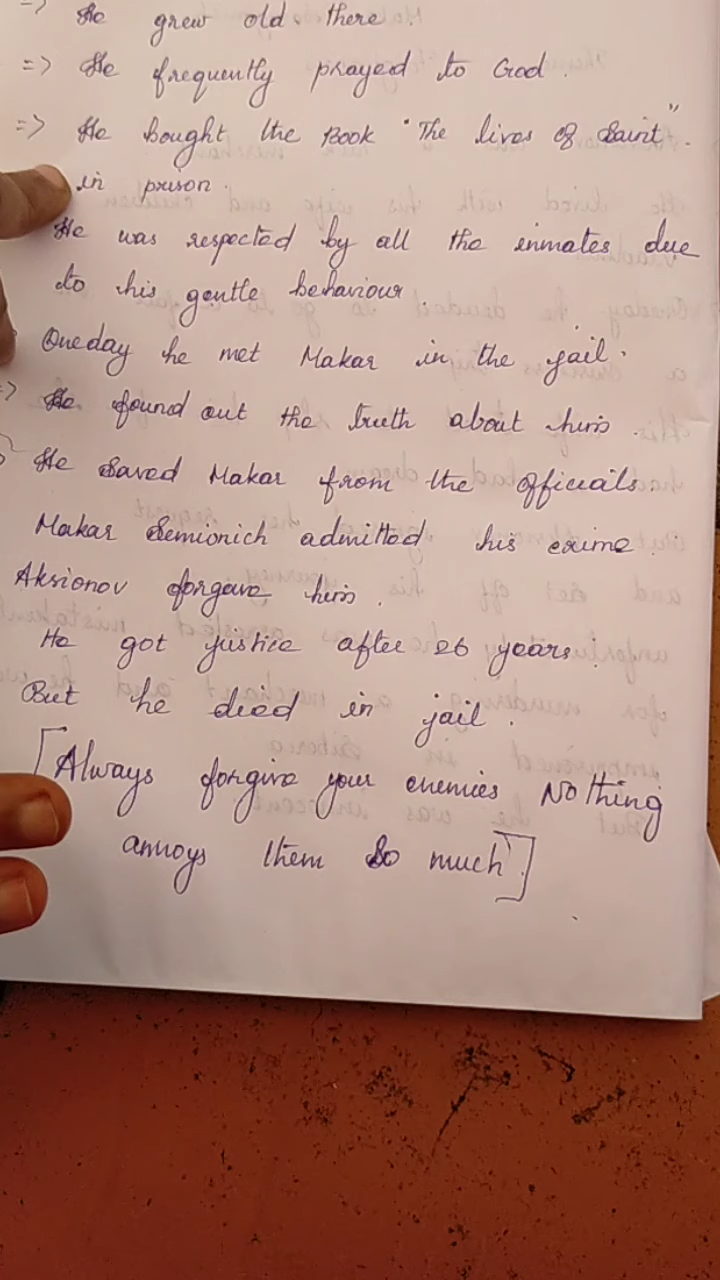 => He grew old there.
=> He frequently prayed to God.
=> He bought the Book "The lives of Saint".
in prison.
He was respected by all the inmates due
to his gentle behaviour.
Oneday he met Makar in the jail.
=> He found out the truth about him.
He Saved Makar from the officials.
Makar Semionich admitted his crime.
Aksionov forgave him.
He got justice after 26 years.
But he died in jail.
[Always forgive your enemies Nothing
annoys them So much]